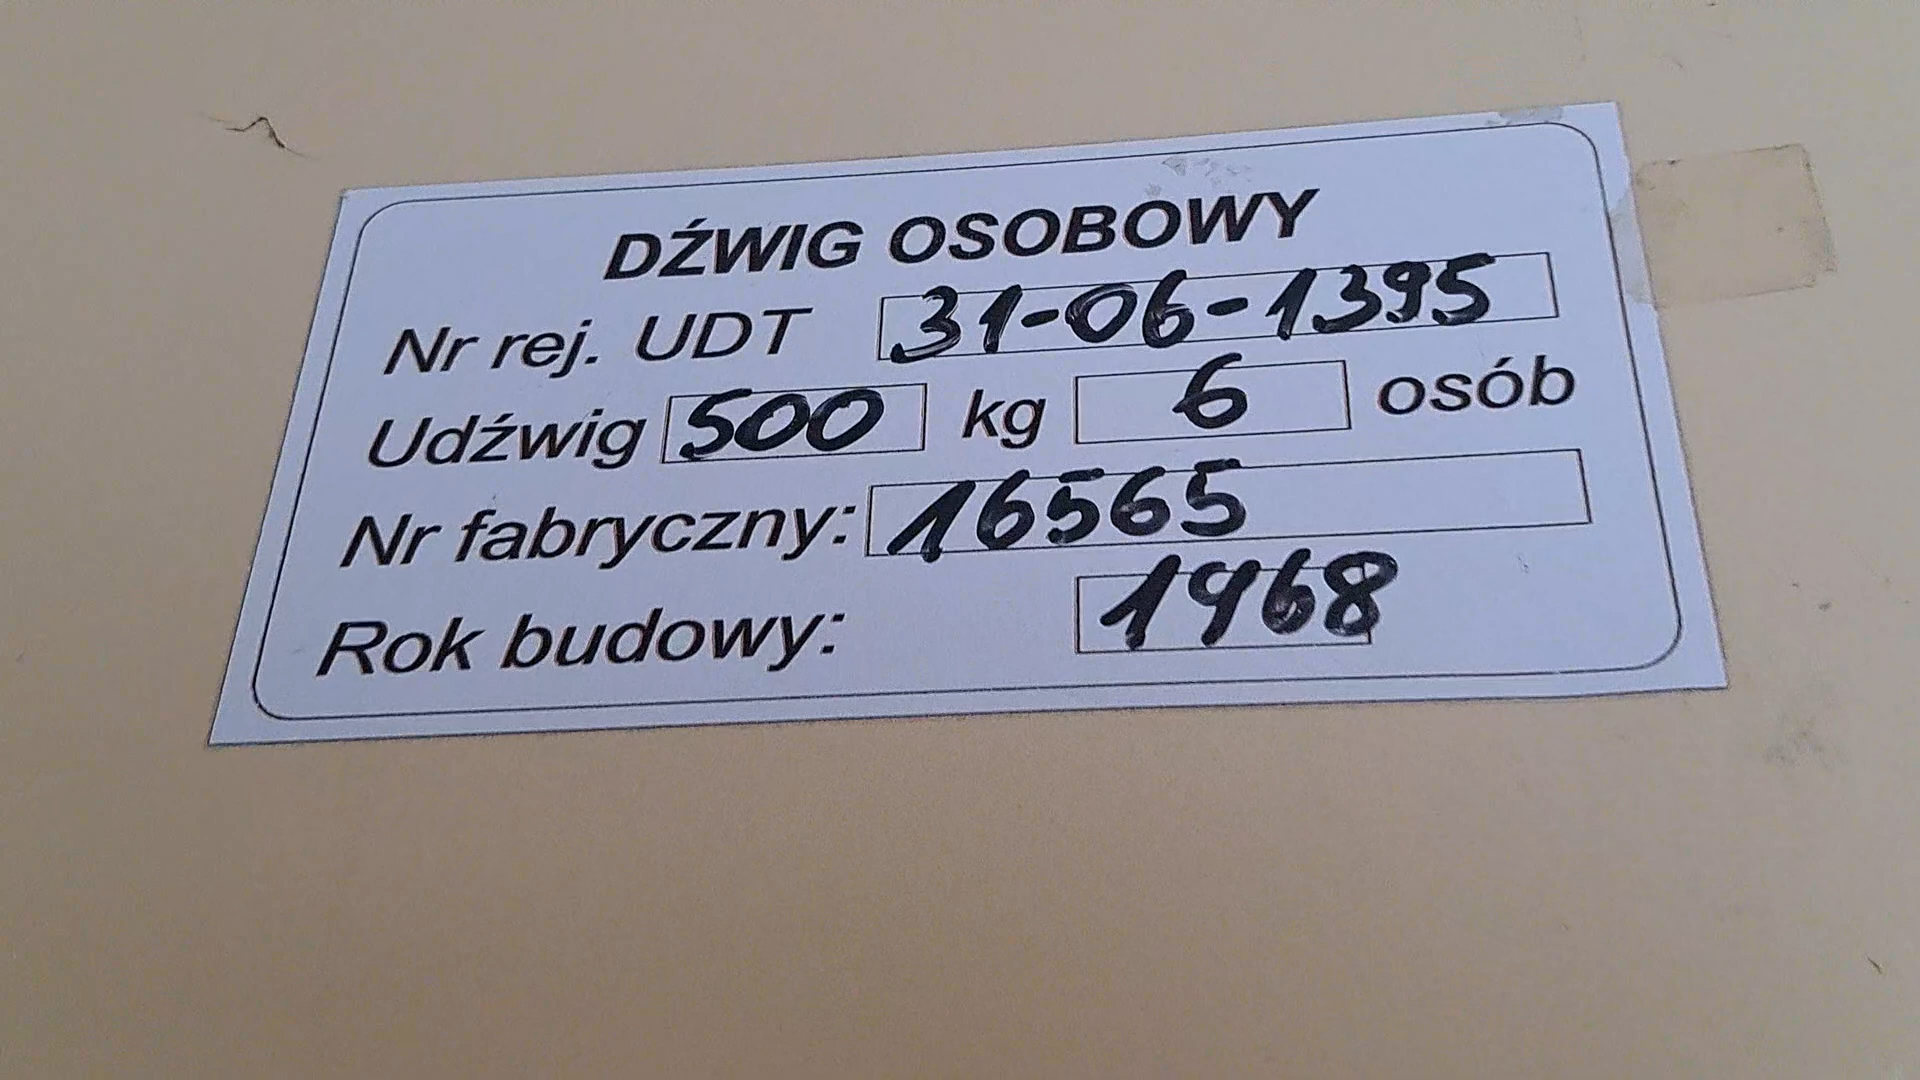 DŹWIG OSOBOWY
Nr rej. UDT 31-06-1395
Udźwig 500 kg 6 osób
Nr fabryczny: 16565
Rok budowy: 1968